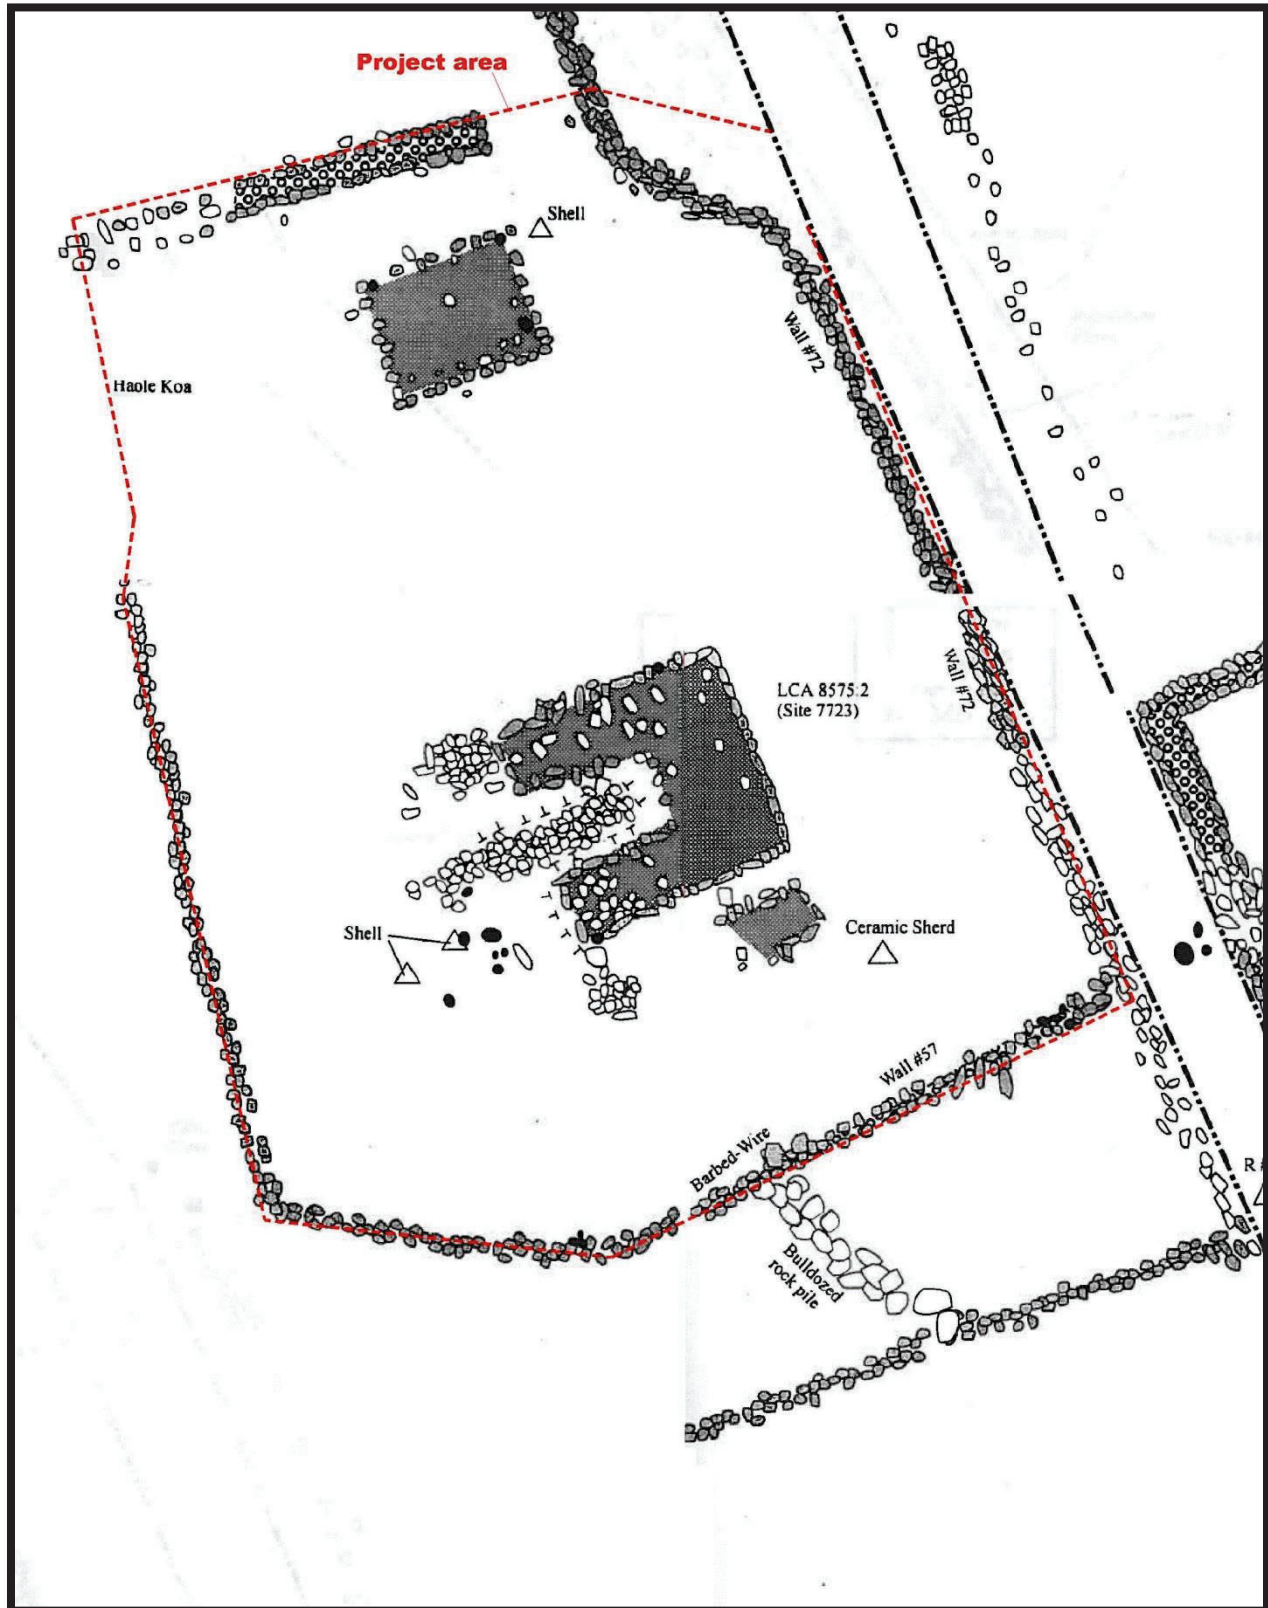 Project area
Shell
Wall #72
Haole Koa
Wall #72
LCA 8575:2
(Site 7723)
Shell
Ceramic Sherd
Wall #57
Barbed-Wire
R
Bulldozed
rock pile